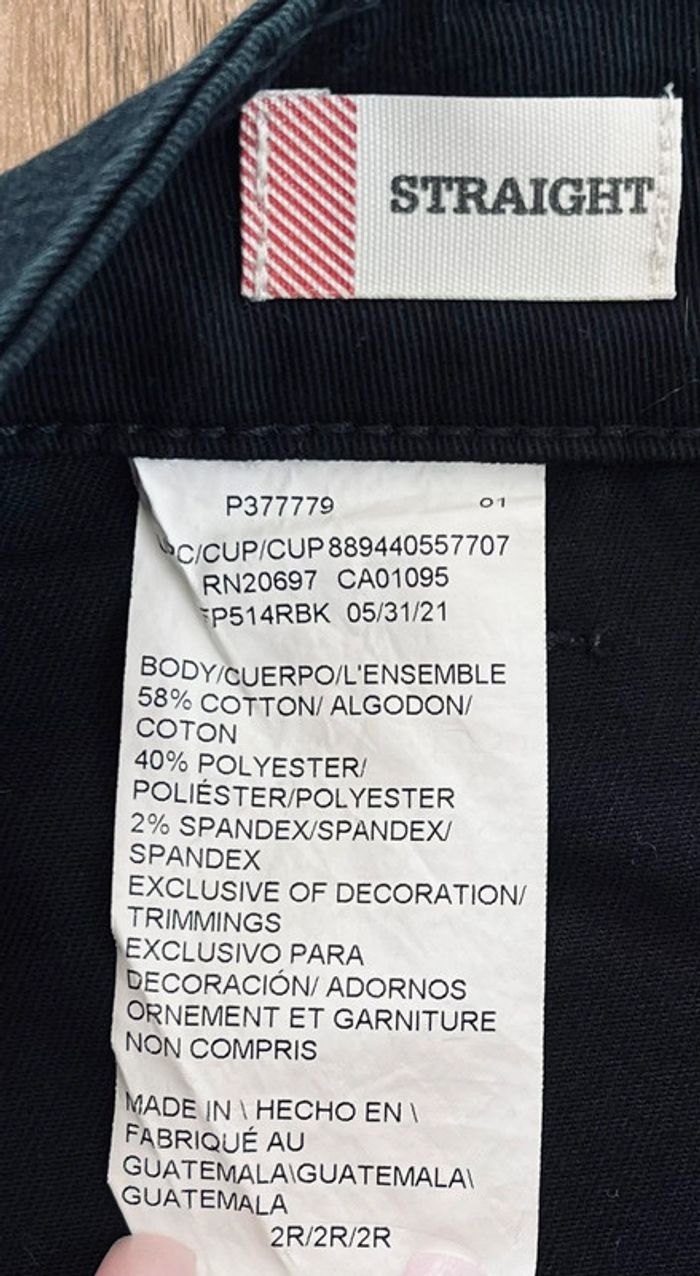 STRAIGHT
P377779 01
C/CUP/CUP 889440557707
RN20697 CA01095
P514RBK 05/31/21
BODY/CUERPO/L'ENSEMBLE
58% COTTON/ ALGODON/
COTON
40% POLYESTER/
POLIÉSTER/POLYESTER
2% SPANDEX/SPANDEX/
SPANDEX
EXCLUSIVE OF DECORATION/
TRIMMINGS
EXCLUSIVO PARA
DECORACIÓN/ ADORNOS
ORNEMENT ET GARNITURE
NON COMPRIS
MADE IN \ HECHO EN \
FABRIQUÉ AU
GUATEMALA\GUATEMALA\
GUATEMALA
2R/2R/2R